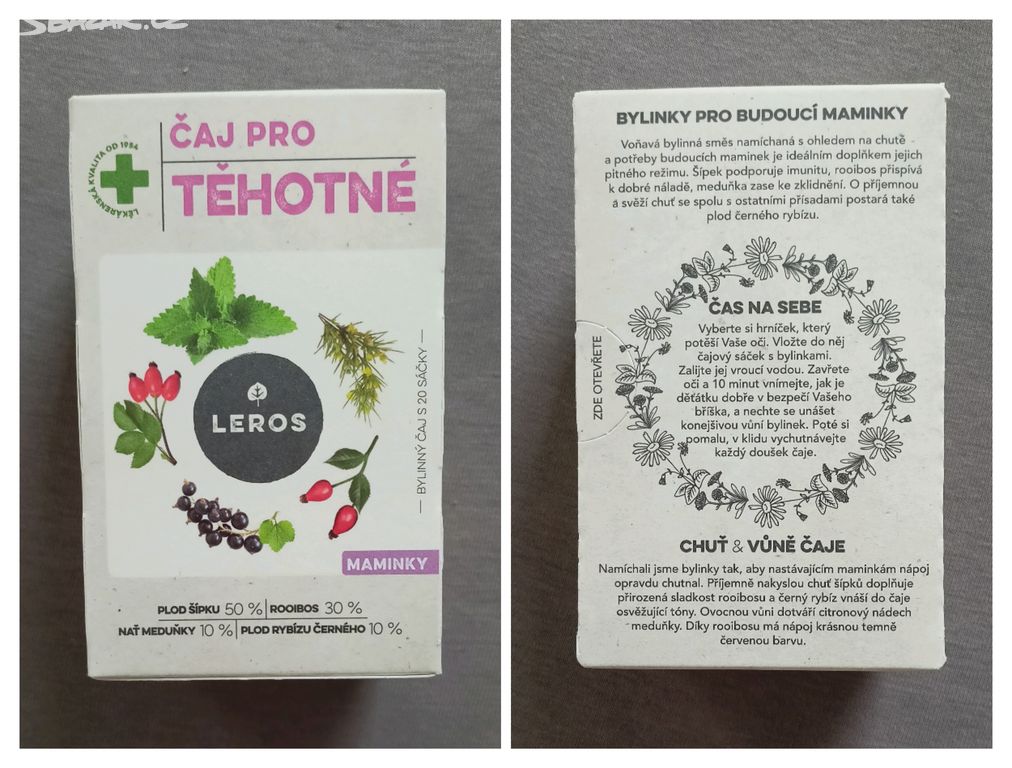 SBAZAR.CZ
LÉKÁRENSKÁ KVALITA OD 1954
ČAJ PRO
TĚHOTNÉ
LEROS
— BYLINNÝ ČAJ S 20 SÁČKY —
MAMINKY
PLOD ŠÍPKU 50 % | ROOIBOS 30 %
NAŤ MEDUŇKY 10 % | PLOD RYBÍZU ČERNÉHO 10 %
BYLINKY PRO BUDOUCÍ MAMINKY
Voňavá bylinná směs namíchaná s ohledem na chutě
a potřeby budoucích maminek je ideálním doplňkem jejich
pitného režimu. Šípek podporuje imunitu, rooibos přispívá
k dobré náladě, meduňka zase ke zklidnění. O příjemnou
a svěží chuť se spolu s ostatními přísadami postará také
plod černého rybízu.
ZDE OTEVŘETE
ČAS NA SEBE
Vyberte si hrníček, který
potěší Vaše oči. Vložte do něj
čajový sáček s bylinkami.
Zalijte jej vroucí vodou. Zavřete
oči a 10 minut vnímejte, jak je
děťátku dobře v bezpečí Vašeho
bříška, a nechte se unášet
konejšivou vůní bylinek. Poté si
pomalu, v klidu vychutnávejte
každý doušek čaje.
CHUŤ & VŮNĚ ČAJE
Namíchali jsme bylinky tak, aby nastávajícím maminkám nápoj
opravdu chutnal. Příjemně nakyslou chuť šípků doplňuje
přirozená sladkost rooibosu a černý rybíz vnáší do čaje
osvěžující tóny. Ovocnou vůni dotváří citronový nádech
meduňky. Díky rooibosu má nápoj krásnou temně
červenou barvu.